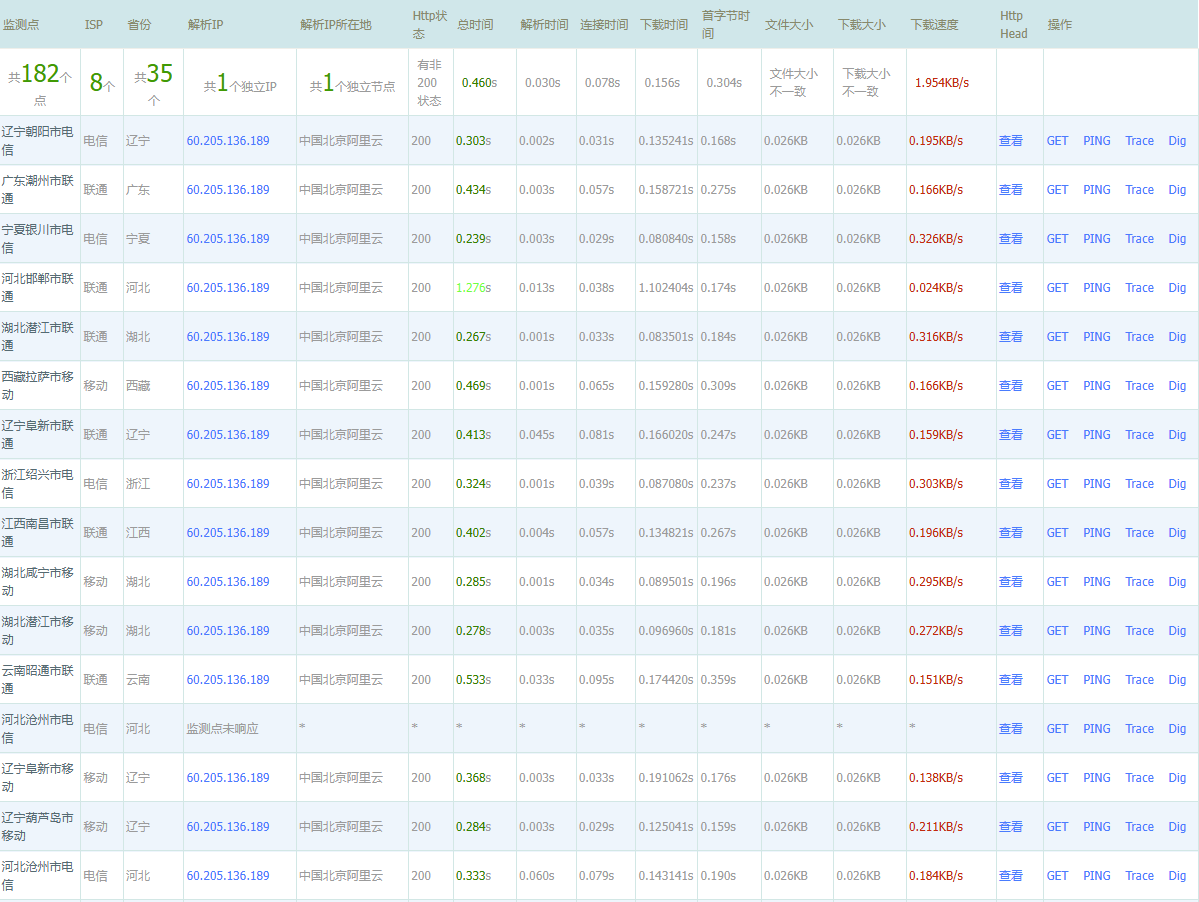 监测点 ISP 省份 解析IP 解析IP所在地 Http状态 总时间 解析时间 连接时间 下载时间 首字节时间 文件大小 下载大小 下载速度 Http Head 操作
共182个点 8个 共35个 共1个独立IP 共1个独立节点 有非200状态 0.460s 0.030s 0.078s 0.156s 0.304s 文件大小不一致 下载大小不一致 1.954KB/s
辽宁朝阳市电信 电信 辽宁 60.205.136.189 中国北京阿里云 200 0.303s 0.002s 0.031s 0.135241s 0.168s 0.026KB 0.026KB 0.195KB/s 查看 GET PING Trace Dig
广东潮州市联通 联通 广东 60.205.136.189 中国北京阿里云 200 0.434s 0.003s 0.057s 0.158721s 0.275s 0.026KB 0.026KB 0.166KB/s 查看 GET PING Trace Dig
宁夏银川市电信 电信 宁夏 60.205.136.189 中国北京阿里云 200 0.239s 0.003s 0.029s 0.080840s 0.158s 0.026KB 0.026KB 0.326KB/s 查看 GET PING Trace Dig
河北邯郸市联通 联通 河北 60.205.136.189 中国北京阿里云 200 1.276s 0.013s 0.038s 1.102404s 0.174s 0.026KB 0.026KB 0.024KB/s 查看 GET PING Trace Dig
湖北潜江市联通 联通 湖北 60.205.136.189 中国北京阿里云 200 0.267s 0.001s 0.033s 0.083501s 0.184s 0.026KB 0.026KB 0.316KB/s 查看 GET PING Trace Dig
西藏拉萨市移动 移动 西藏 60.205.136.189 中国北京阿里云 200 0.469s 0.001s 0.065s 0.159280s 0.309s 0.026KB 0.026KB 0.166KB/s 查看 GET PING Trace Dig
辽宁阜新市联通 联通 辽宁 60.205.136.189 中国北京阿里云 200 0.413s 0.045s 0.081s 0.166020s 0.247s 0.026KB 0.026KB 0.159KB/s 查看 GET PING Trace Dig
浙江绍兴市电信 电信 浙江 60.205.136.189 中国北京阿里云 200 0.324s 0.001s 0.039s 0.087080s 0.237s 0.026KB 0.026KB 0.303KB/s 查看 GET PING Trace Dig
江西南昌市联通 联通 江西 60.205.136.189 中国北京阿里云 200 0.402s 0.004s 0.057s 0.134821s 0.267s 0.026KB 0.026KB 0.196KB/s 查看 GET PING Trace Dig
湖北咸宁市移动 移动 湖北 60.205.136.189 中国北京阿里云 200 0.285s 0.001s 0.034s 0.089501s 0.196s 0.026KB 0.026KB 0.295KB/s 查看 GET PING Trace Dig
湖北潜江市移动 移动 湖北 60.205.136.189 中国北京阿里云 200 0.278s 0.003s 0.035s 0.096960s 0.181s 0.026KB 0.026KB 0.272KB/s 查看 GET PING Trace Dig
云南昭通市联通 联通 云南 60.205.136.189 中国北京阿里云 200 0.533s 0.033s 0.095s 0.174420s 0.359s 0.026KB 0.026KB 0.151KB/s 查看 GET PING Trace Dig
河北沧州市电信 电信 河北 监测点未响应 * * * * * * * * * * 查看 GET PING Trace Dig
辽宁阜新市移动 移动 辽宁 60.205.136.189 中国北京阿里云 200 0.368s 0.003s 0.033s 0.191062s 0.176s 0.026KB 0.026KB 0.138KB/s 查看 GET PING Trace Dig
辽宁葫芦岛市移动 移动 辽宁 60.205.136.189 中国北京阿里云 200 0.284s 0.003s 0.029s 0.125041s 0.159s 0.026KB 0.026KB 0.211KB/s 查看 GET PING Trace Dig
河北沧州市电信 电信 河北 60.205.136.189 中国北京阿里云 200 0.333s 0.060s 0.079s 0.143141s 0.190s 0.026KB 0.026KB 0.184KB/s 查看 GET PING Trace Dig